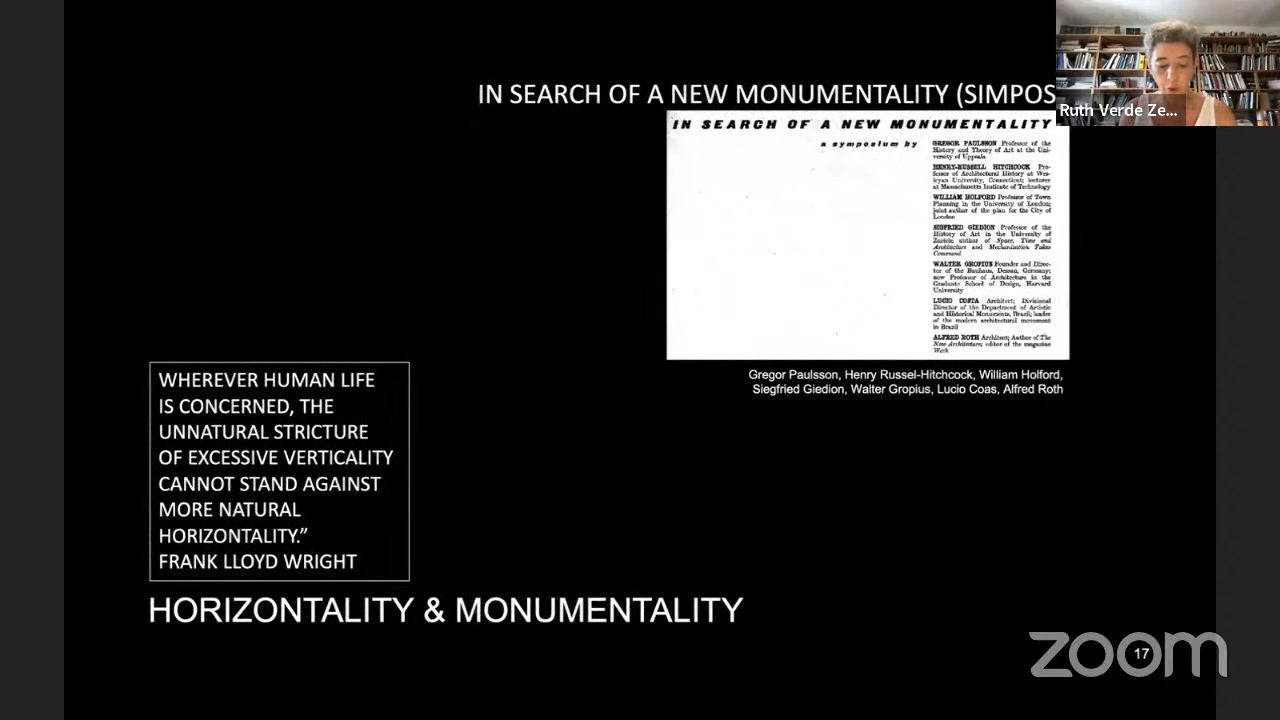 IN SEARCH OF A NEW MONUMENTALITY (SIMPOS
Ruth Verde Ze...
IN SEARCH OF A NEW MONUMENTALITY
a symposium by
GREGOR PAULSSON Professor of the
History and Theory of Art at the Uni-
versity of Uppsala
HENRY-RUSSELL HITCHCOCK Pro-
fessor of Architectural History at Wes-
leyan University, Connecticut; lecturer
at Massachusetts Institute of Technology
WILLIAM HOLFORD Professor of Town
Planning in the University of London;
joint author of the plan for the City of
London
SIEGFRIED GIEDION Professor of the
History of Art in the University of
Zurich; author of Space, Time and
Architecture and Mechanization Takes
Command
WALTER GROPIUS Founder and Direc-
tor of the Bauhaus, Dessau, Germany;
now Professor of Architecture in the
Graduate School of Design, Harvard
University
LUCIO COSTA Architect; Divisional
Director of the Department of Artistic
and Historical Monuments, Brazil; leader
of the modern architectural movement
in Brazil
ALFRED ROTH Architect; Author of The
New Architecture; editor of the magazine
Werk
Gregor Paulsson, Henry Russel-Hitchcock, William Holford,
Siegfried Giedion, Walter Gropius, Lucio Coas, Alfred Roth
WHEREVER HUMAN LIFE
IS CONCERNED, THE
UNNATURAL STRICTURE
OF EXCESSIVE VERTICALITY
CANNOT STAND AGAINST
MORE NATURAL
HORIZONTALITY.”
FRANK LLOYD WRIGHT
HORIZONTALITY & MONUMENTALITY
zoom
17